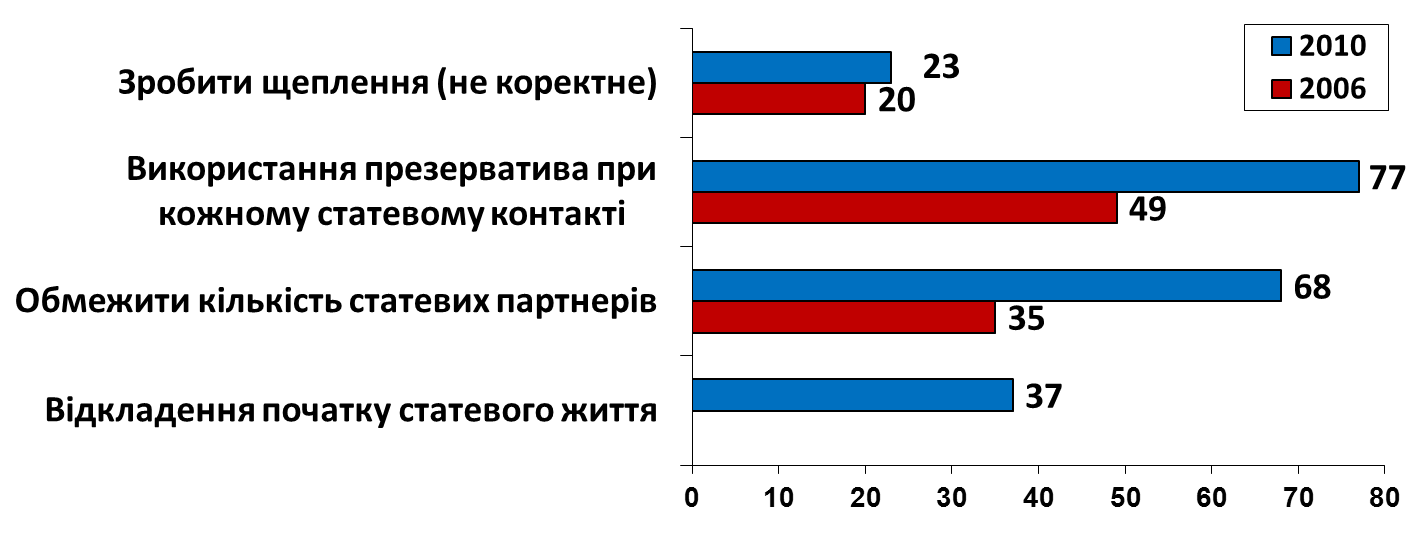 2010
2006
Зробити щеплення (не коректне)
23
20
Використання презерватива при
кожному статевому контакті
77
49
Обмежити кількість статевих партнерів
68
35
Відкладення початку статевого життя
37
0 10 20 30 40 50 60 70 80